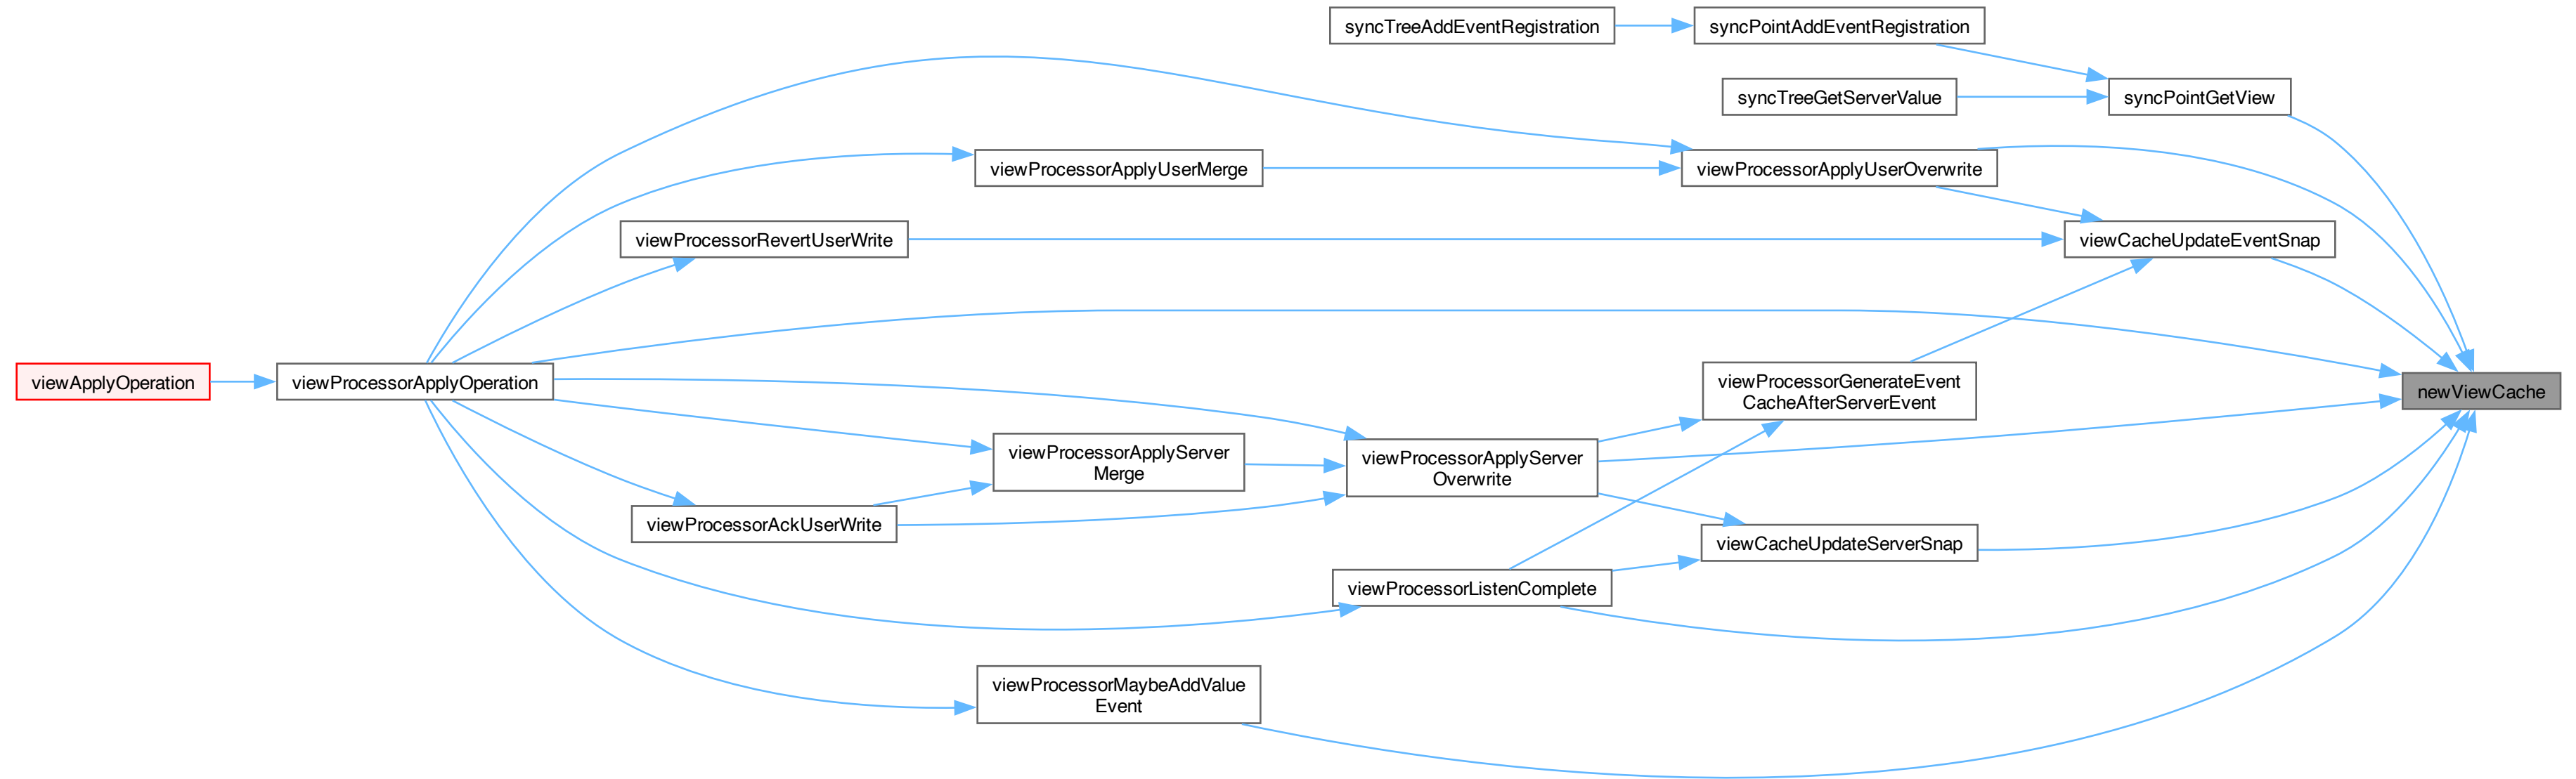 syncTreeAddEventRegistration
syncPointAddEventRegistration
syncTreeGetServerValue
syncPointGetView
viewProcessorApplyUserMerge
viewProcessorApplyUserOverwrite
viewProcessorRevertUserWrite
viewCacheUpdateEventSnap
viewApplyOperation
viewProcessorApplyOperation
viewProcessorGenerateEvent
CacheAfterServerEvent
newViewCache
viewProcessorApplyServer
Merge
viewProcessorApplyServer
Overwrite
viewProcessorAckUserWrite
viewCacheUpdateServerSnap
viewProcessorListenComplete
viewProcessorMaybeAddValue
Event